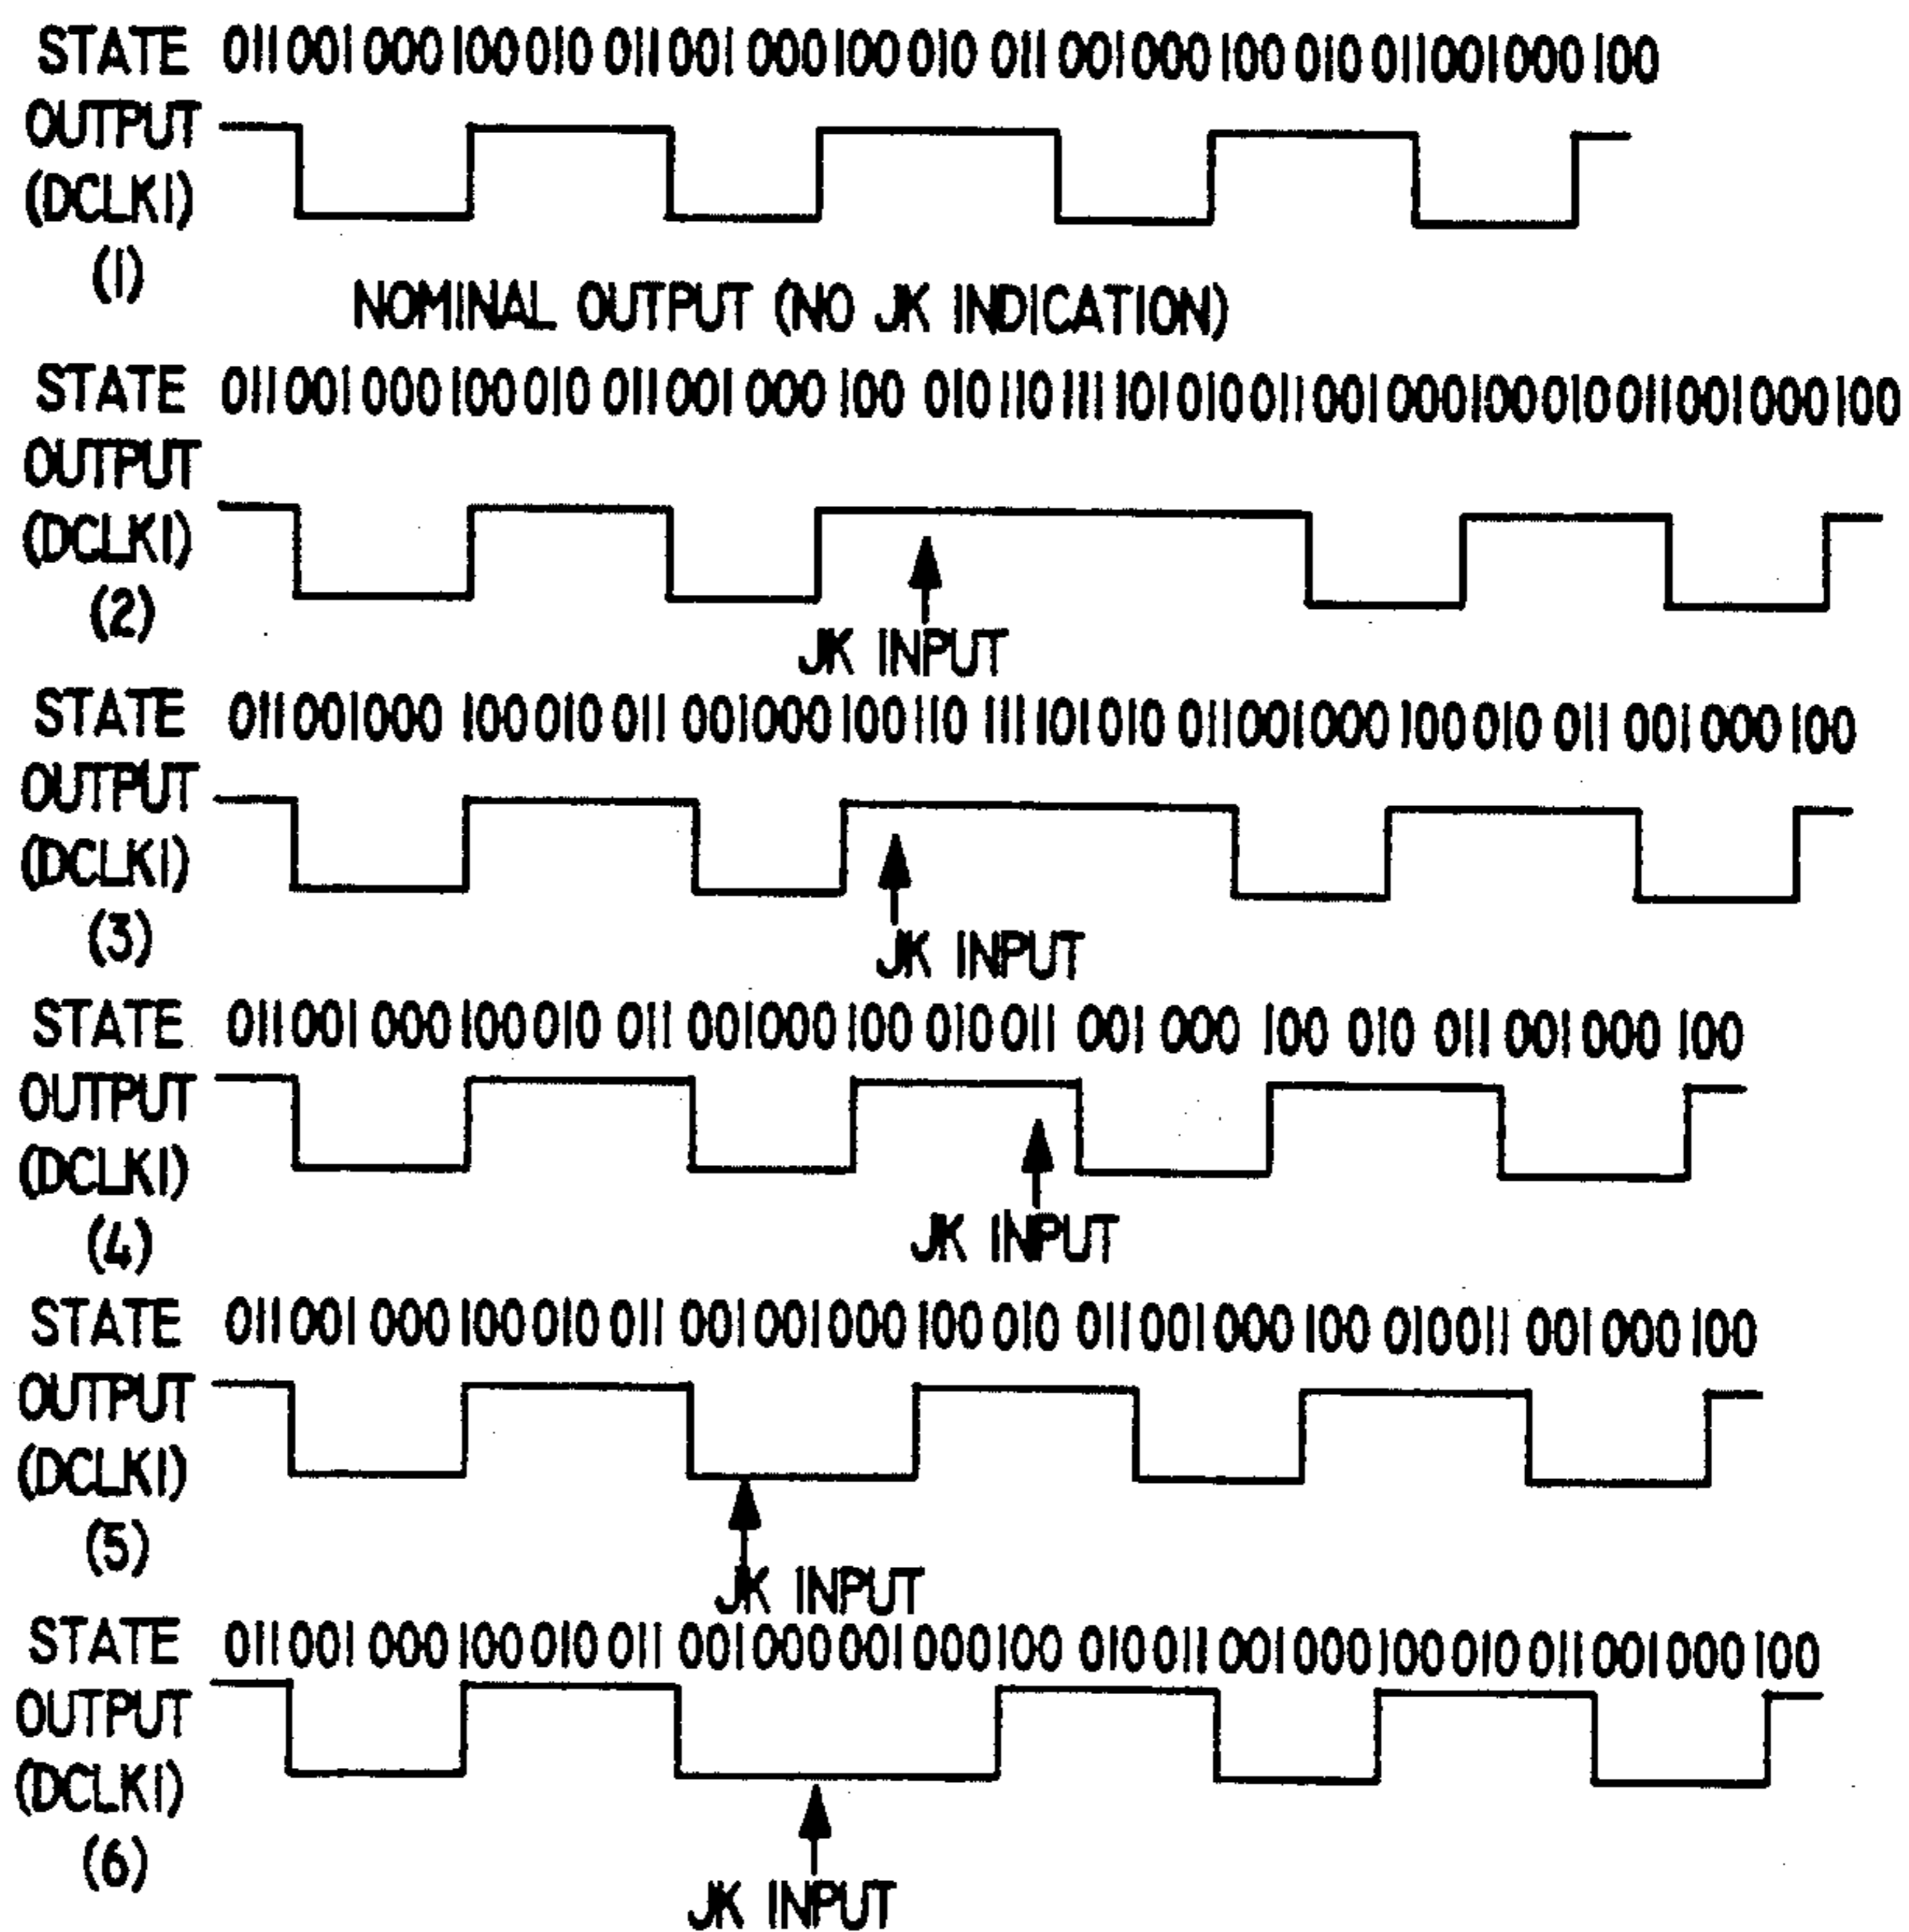 STATE 011 001 000 100 010 011 001 000 100 010 011 001 000 100 010 011 001 000 100
OUTPUT
(DCLK1)
(1)
NOMINAL OUTPUT (NO JK INDICATION)
STATE 011 001 000 100 010 011 001 000 100 010 110 111 101 010 011 001 000 100 010 011 001 000 100
OUTPUT
(DCLK1)
(2)
JK INPUT
STATE 011 001 000 100 010 011 001 000 100 110 111 101 010 011 001 000 100 010 011 001 000 100
OUTPUT
(DCLK1)
(3)
JK INPUT
STATE 011 001 000 100 010 011 001 000 100 010 011 001 000 100 010 011 001 000 100
OUTPUT
(DCLK1)
(4)
JK INPUT
STATE 011 001 000 100 010 011 001 001 000 100 010 011 001 000 100 010 011 001 000 100
OUTPUT
(DCLK1)
(5)
JK INPUT
STATE 011 001 000 100 010 011 001 000 001 000 100 010 011 001 000 100 010 011 001 000 100
OUTPUT
(DCLK1)
(6)
JK INPUT